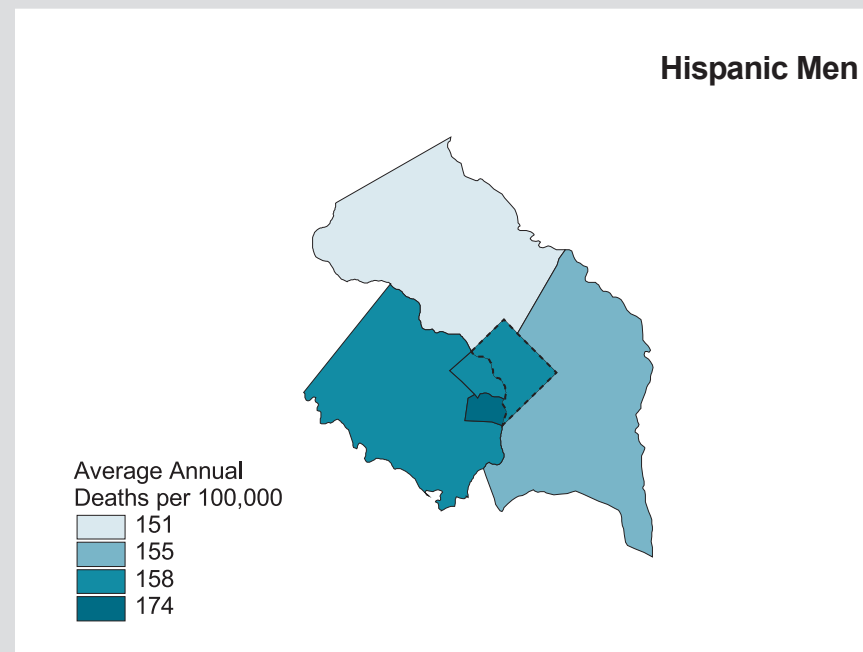 Hispanic Men
Average Annual
Deaths per 100,000
151
155
158
174